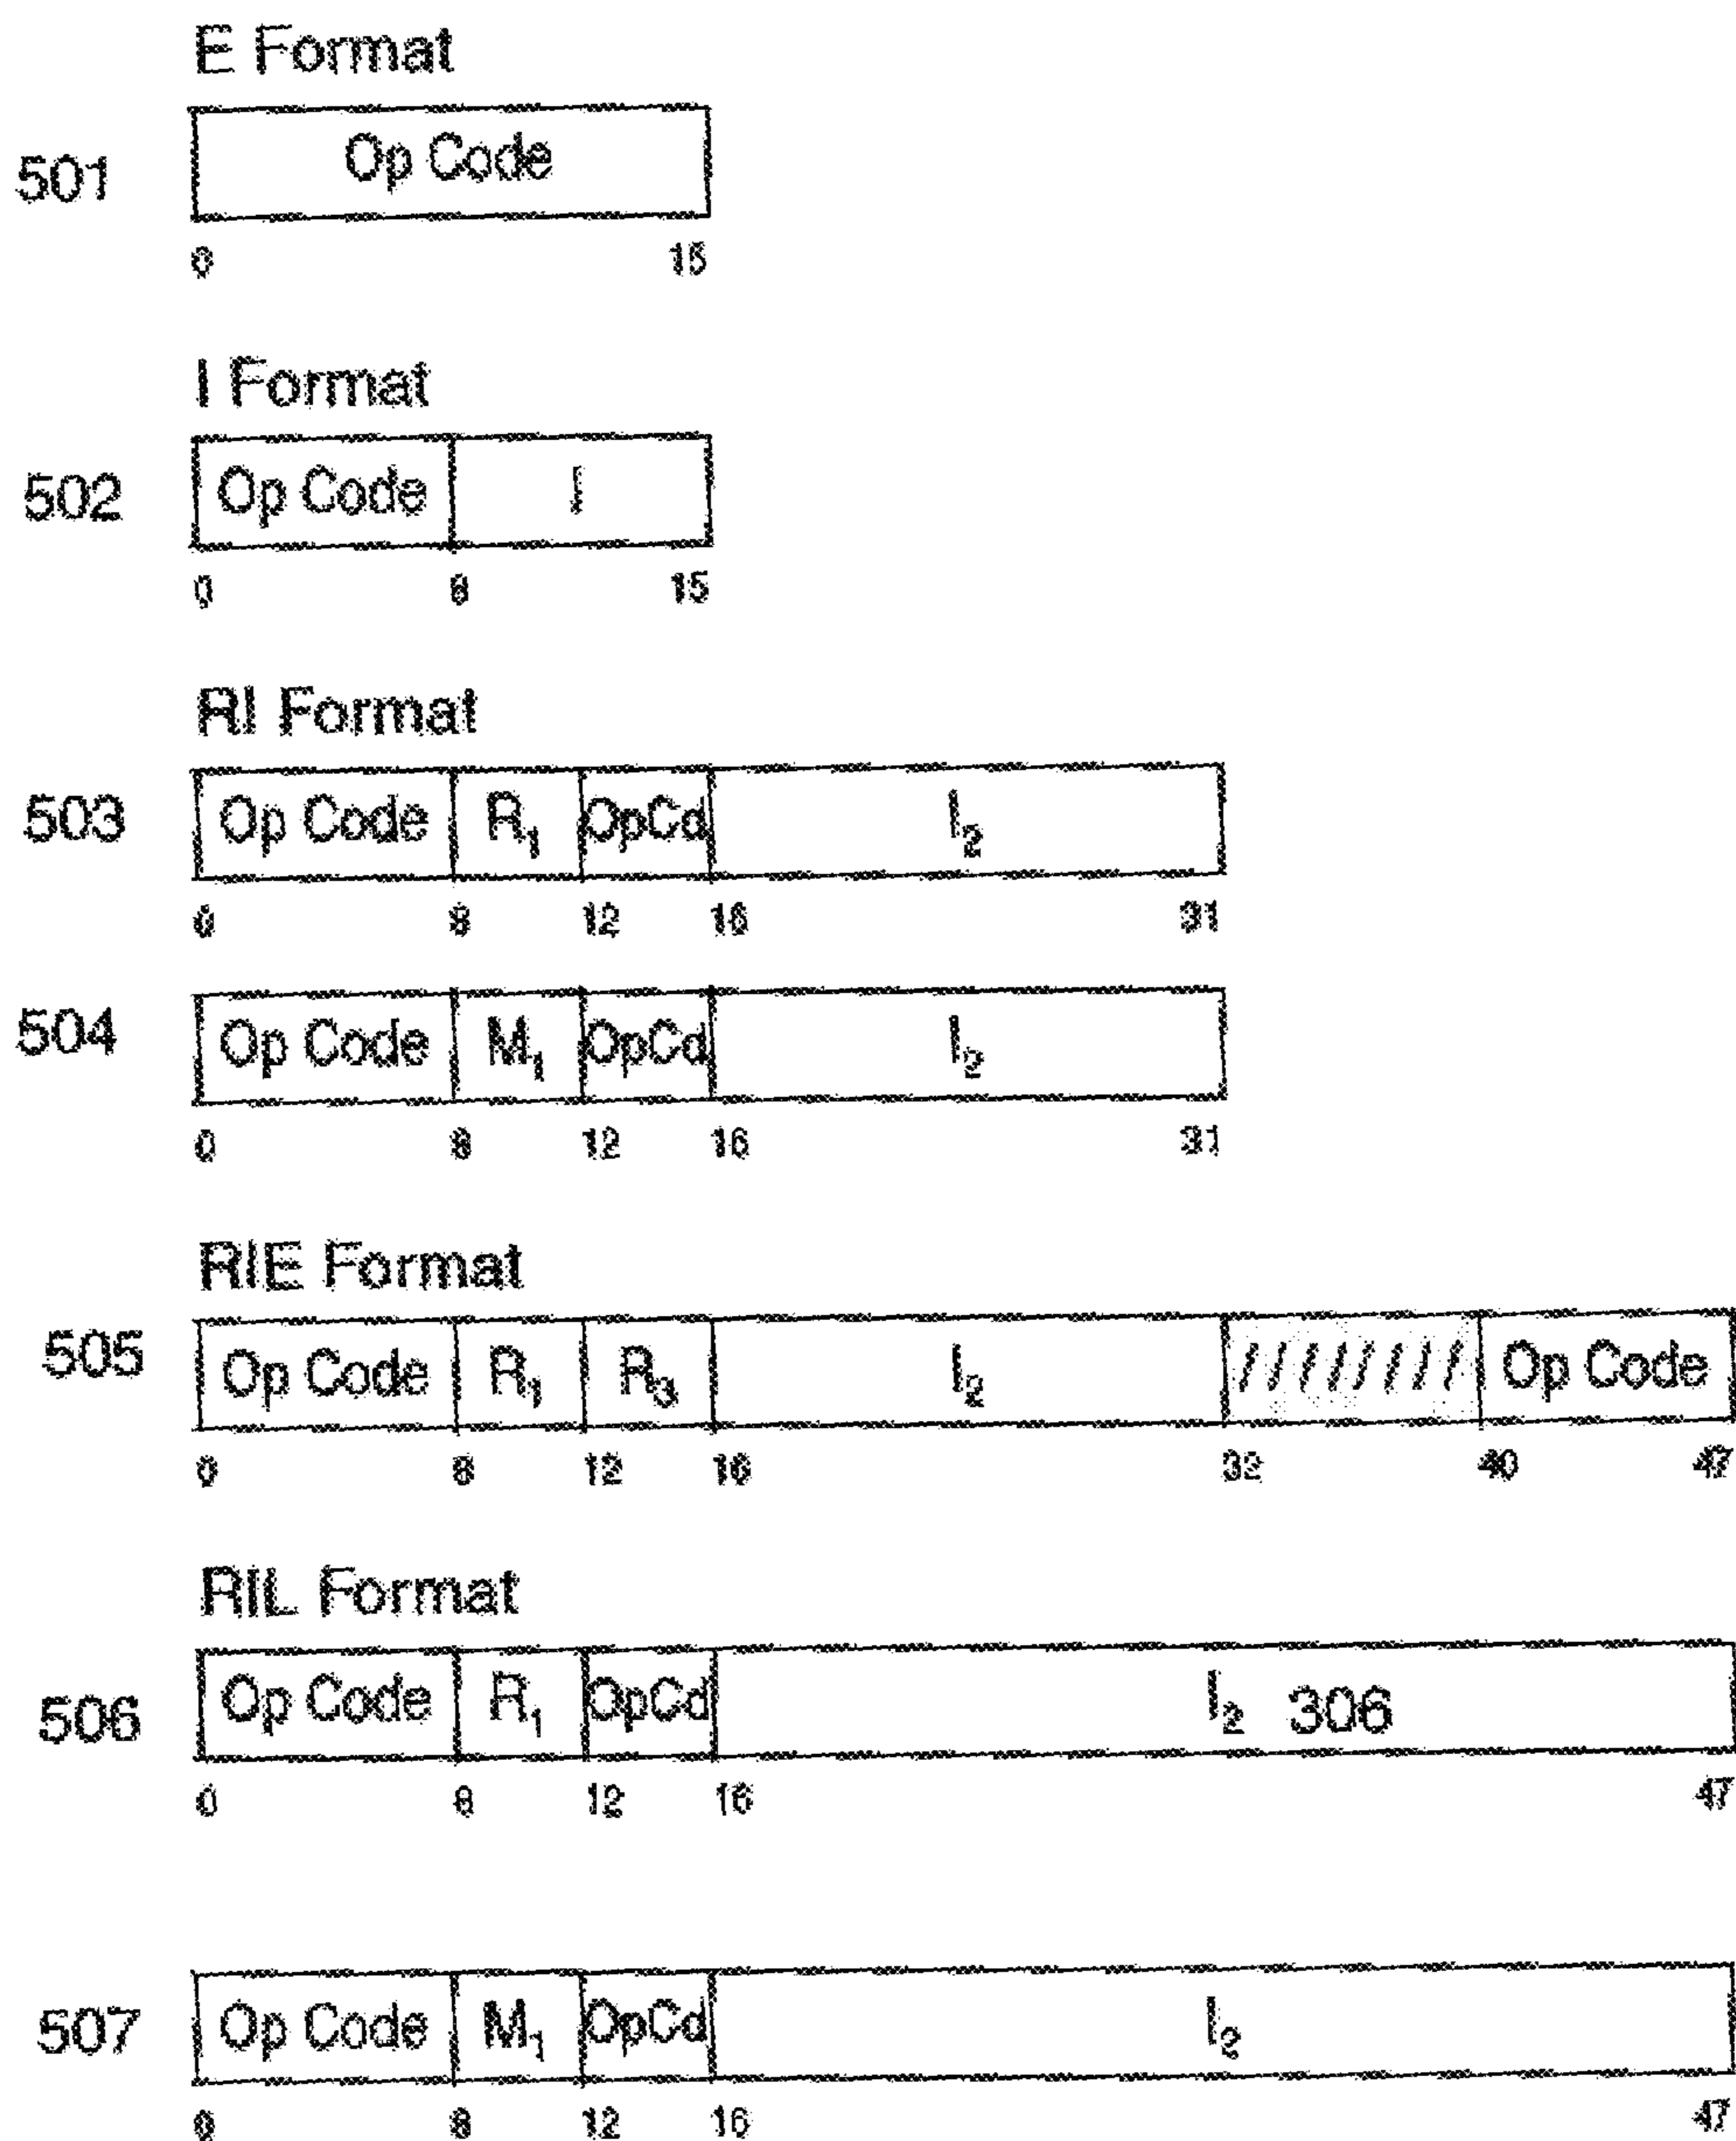 E Format
501 Op Code
0 15
I Format
502 Op Code I
0 8 15
RI Format
503 Op Code R₁ OpCd I₂
0 8 12 16 31
504 Op Code M₁ OpCd I₂
0 8 12 16 31
RIE Format
505 Op Code R₁ R₃ I₂ //////// Op Code
0 8 12 16 32 40 47
RIL Format
506 Op Code R₁ OpCd I₂ 306
0 8 12 16 47
507 Op Code M₁ OpCd I₂
0 8 12 16 47